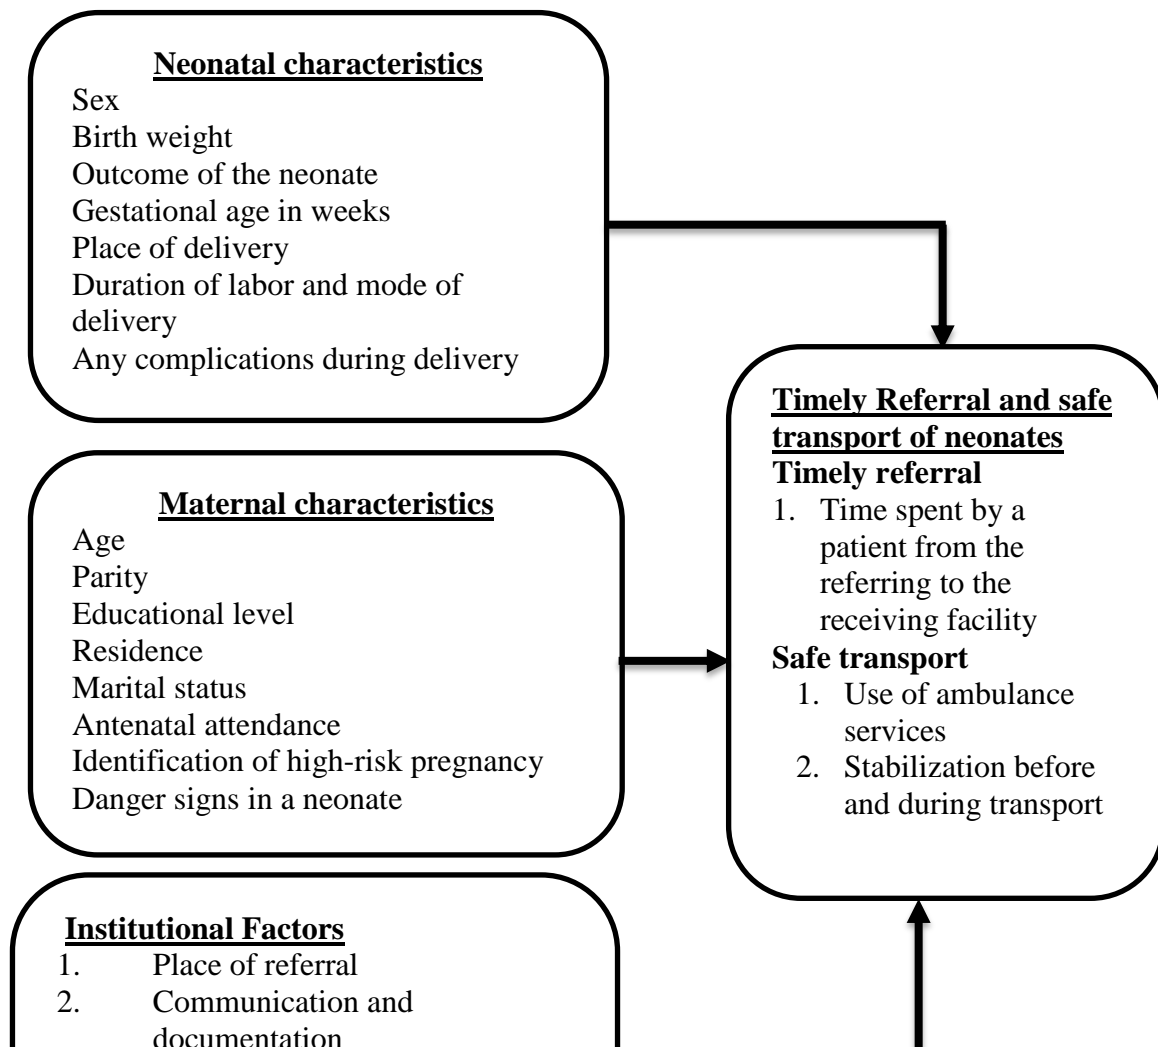 Neonatal characteristics
Sex
Birth weight
Outcome of the neonate
Gestational age in weeks
Place of delivery
Duration of labor and mode of
delivery
Any complications during delivery
Maternal characteristics
Age
Parity
Educational level
Residence
Marital status
Antenatal attendance
Identification of high-risk pregnancy
Danger signs in a neonate
Institutional Factors
1. Place of referral
2. Communication and
documentation
Timely Referral and safe
transport of neonates
Timely referral
1. Time spent by a
patient from the
referring to the
receiving facility
Safe transport
1. Use of ambulance
services
2. Stabilization before
and during transport